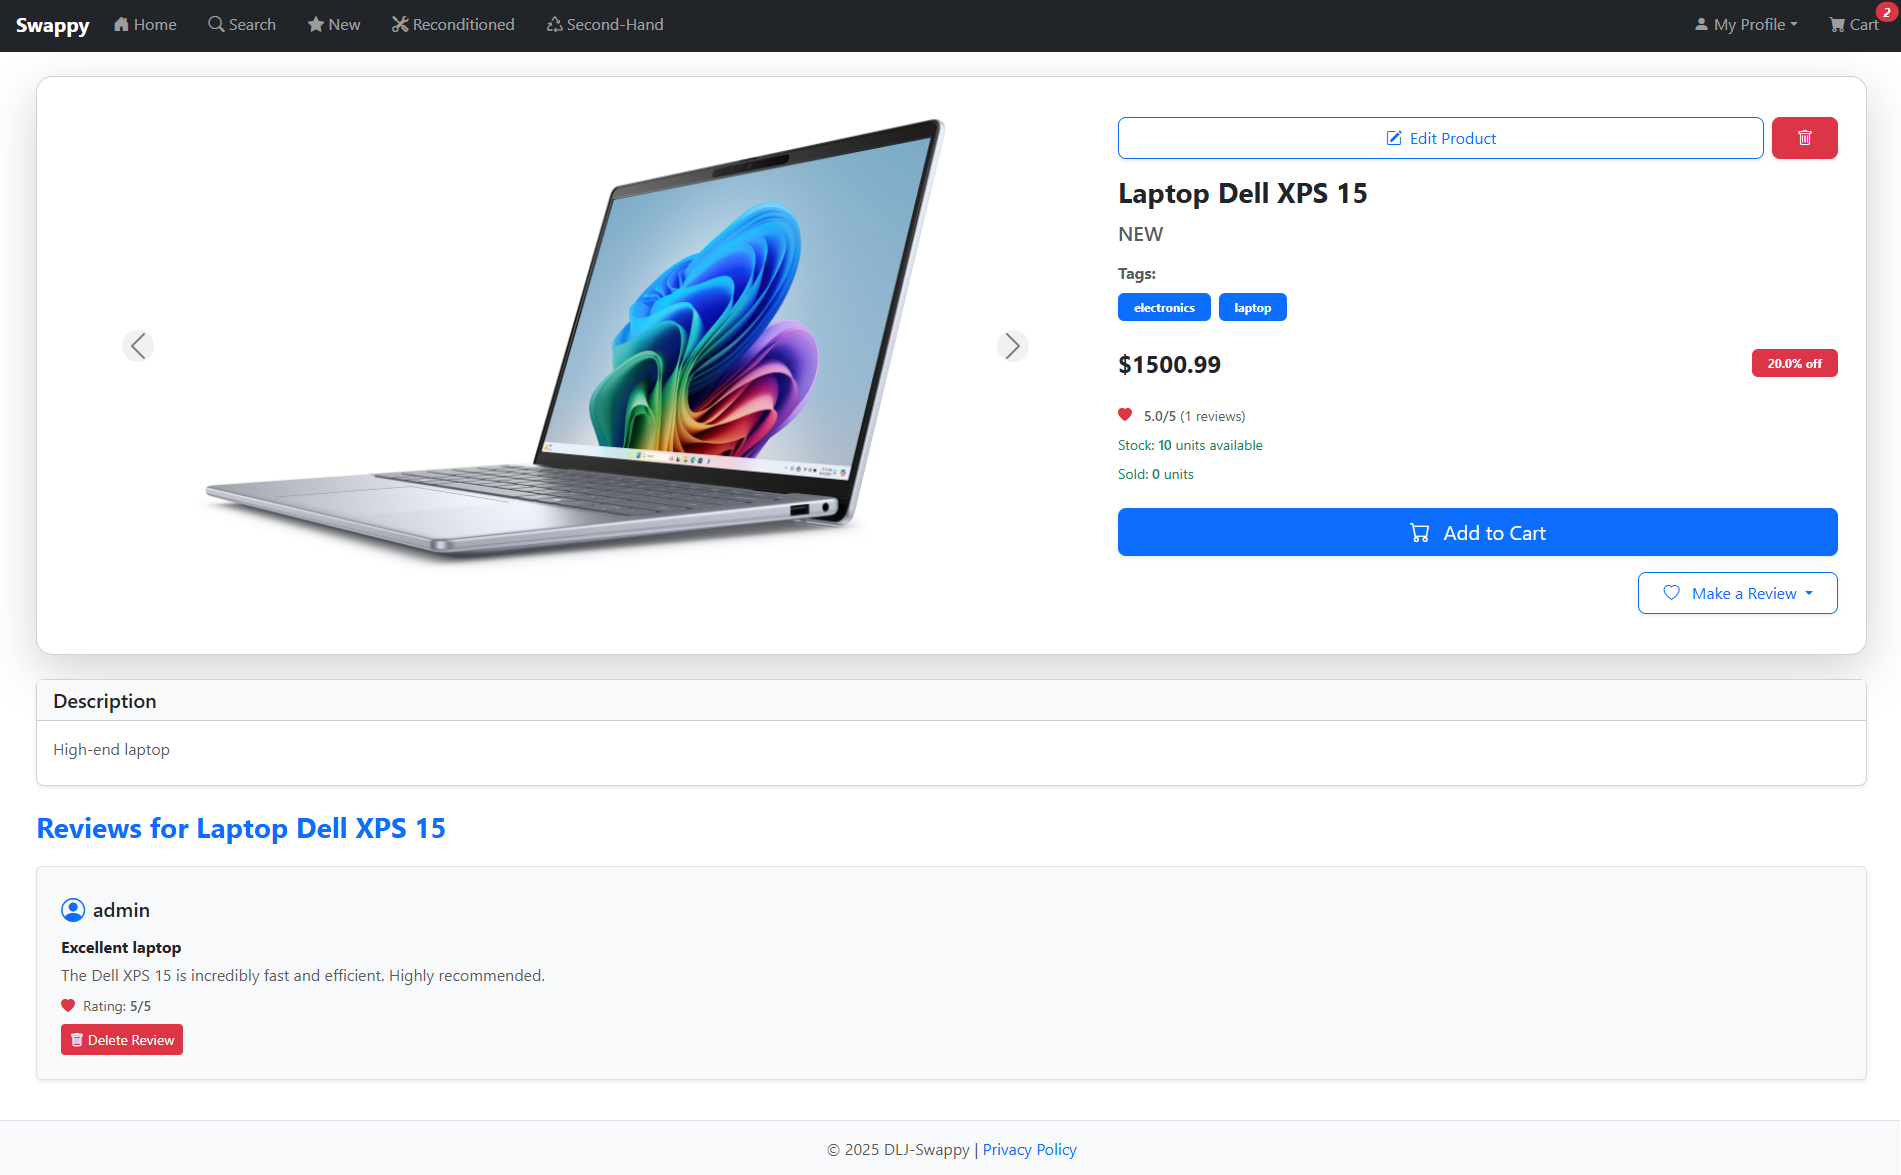 Swappy Home Search New Reconditioned Second-Hand My Profile Cart 2
Edit Product
Laptop Dell XPS 15
NEW
Tags:
electronics laptop
$1500.99 20.0% off
5.0/5 (1 reviews)
Stock: 10 units available
Sold: 0 units
Add to Cart
Make a Review
Description
High-end laptop
Reviews for Laptop Dell XPS 15
admin
Excellent laptop
The Dell XPS 15 is incredibly fast and efficient. Highly recommended.
Rating: 5/5
Delete Review
© 2025 DLJ-Swappy | Privacy Policy